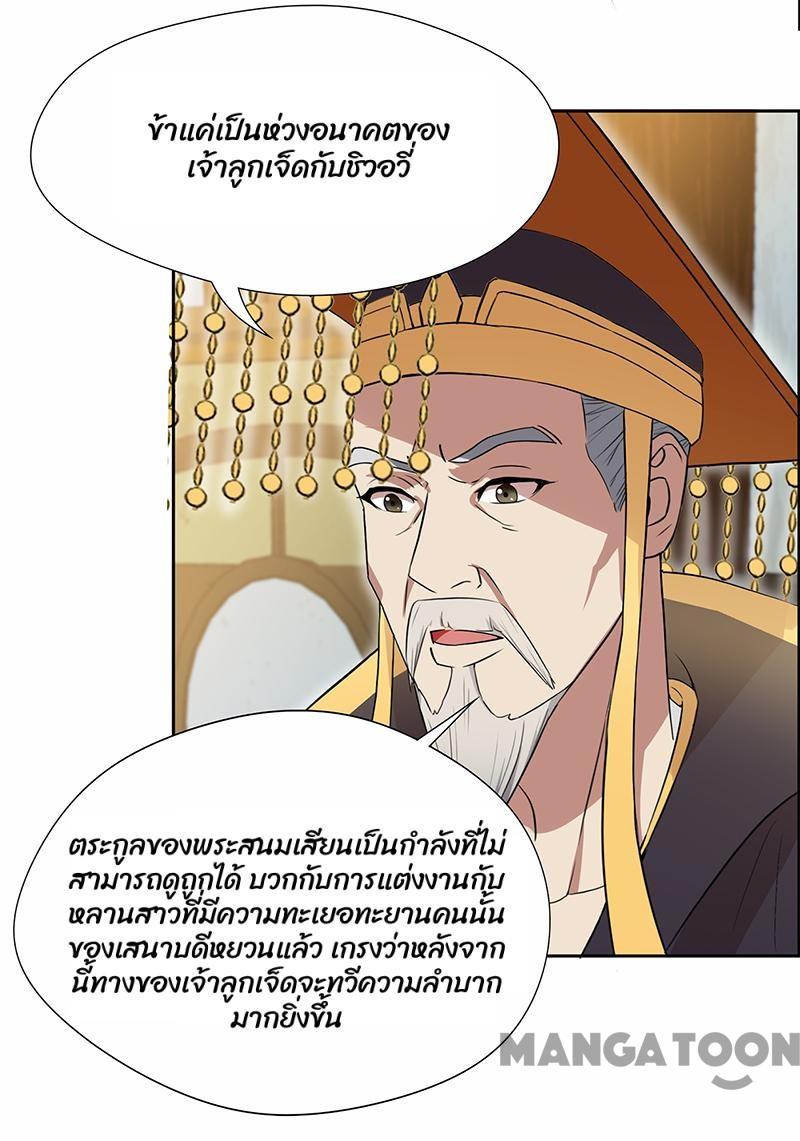 ข้าแค่เป็นห่วงอนาคตของ
เจ้าลูกเจ็ดกับชิวอวี่
ตระกูลของพระสนมเสียนเป็นกำลังที่ไม่
สามารถดูถูกได้ บวกกับการแต่งงานกับ
หลานสาวที่มีความทะเยอทะยานคนนั้น
ของเสนาบดีหยวนแล้ว เกรงว่าหลังจาก
นี้ทางของเจ้าลูกเจ็ดจะทวีความลำบาก
มากยิ่งขึ้น
MANGATOON